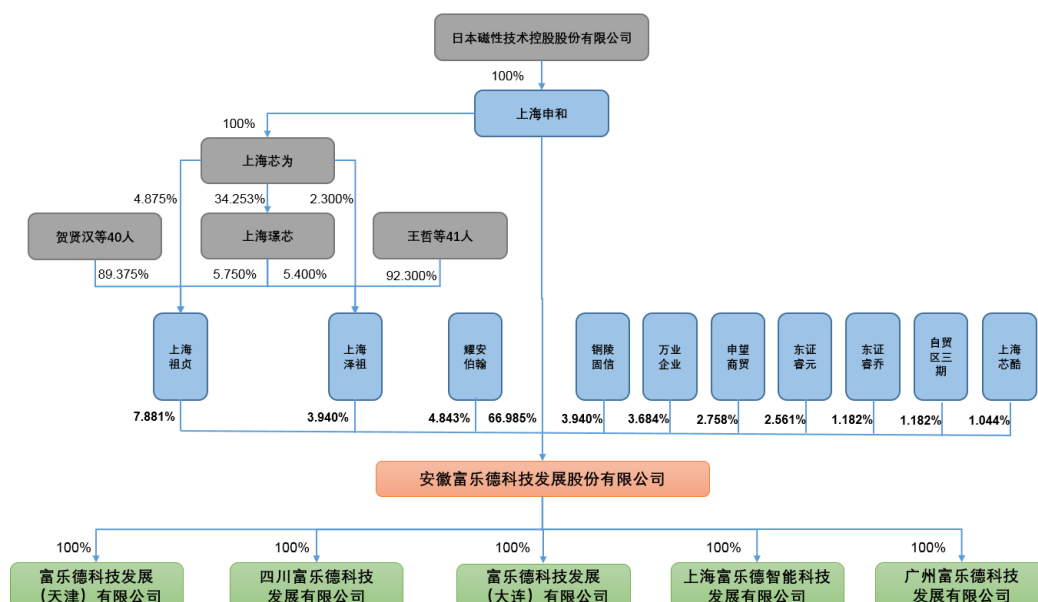 日本磁性技术控股股份有限公司
100%
上海申和
100%
上海芯为
4.875%
34.253%
2.300%
贺贤汉等40人
上海璟芯
王哲等41人
89.375%
5.750%
5.400%
92.300%
上海
祖贞
上海
泽祖
耀安
伯翰
铜陵
固信
万业
企业
申望
商贸
东证
睿元
东证
睿乔
自贸
区三
期
上海
芯酷
7.881%
3.940%
4.843%
66.985%
3.940%
3.684%
2.758%
2.561%
1.182%
1.182%
1.044%
安徽富乐德科技发展股份有限公司
100%
100%
100%
100%
100%
富乐德科技发展
（天津）有限公司
四川富乐德科技
发展有限公司
富乐德科技发展
（大连）有限公司
上海富乐德智能科技
发展有限公司
广州富乐德科技
发展有限公司